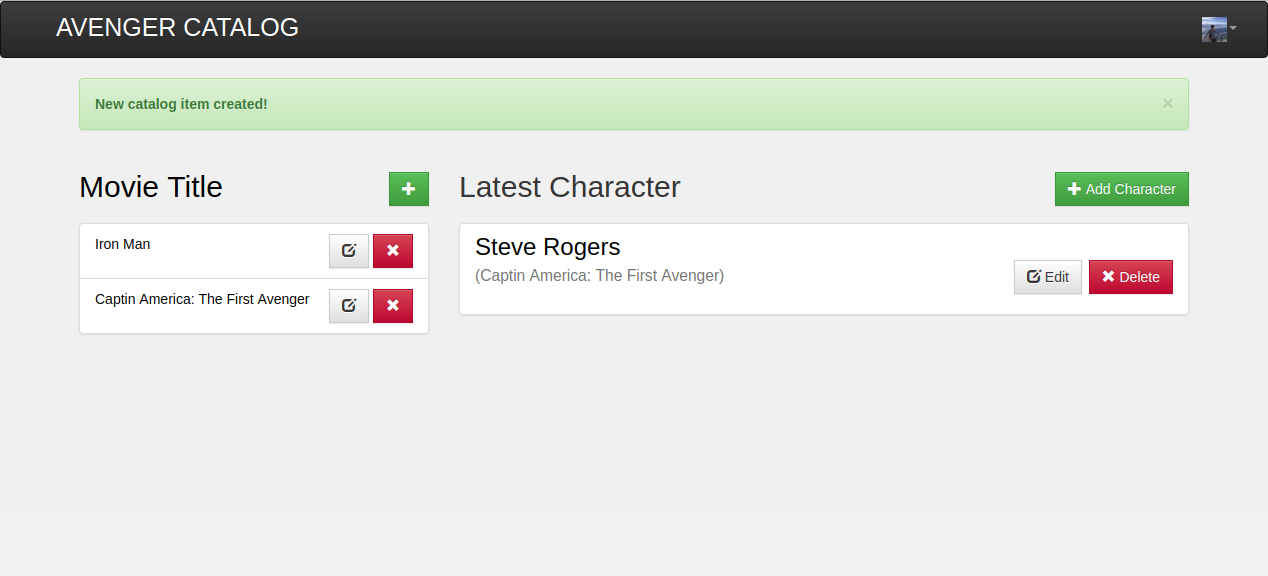 AVENGER CATALOG
New catalog item created!
×
Movie Title
Latest Character
Add Character
Iron Man
Captin America: The First Avenger
Steve Rogers
(Captin America: The First Avenger)
Edit
Delete